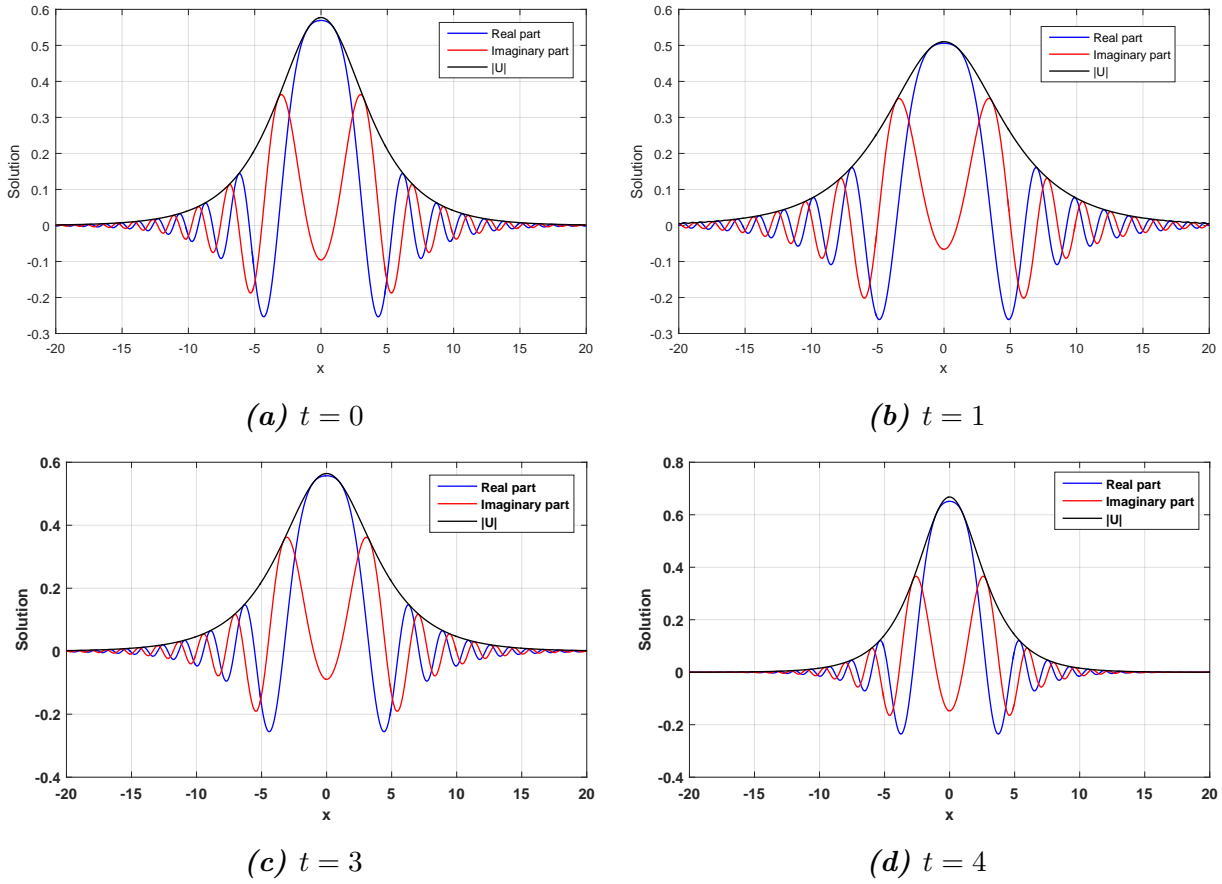 0.6
0.5
0.4
0.3
0.2
0.1
0
-0.1
-0.2
-0.3
Solution
-20 -15 -10 -5 0 5 10 15 20
x
Real part
Imaginary part
|U|
(a) t = 0
0.6
0.5
0.4
0.3
0.2
0.1
0
-0.1
-0.2
-0.3
Solution
-20 -15 -10 -5 0 5 10 15 20
x
Real part
Imaginary part
|U|
(b) t = 1
0.6
0.4
0.2
0
-0.2
-0.4
Solution
-20 -15 -10 -5 0 5 10 15 20
x
Real part
Imaginary part
|U|
(c) t = 3
0.8
0.6
0.4
0.2
0
-0.2
-0.4
Solution
-20 -15 -10 -5 0 5 10 15 20
x
Real part
Imaginary part
|U|
(d) t = 4